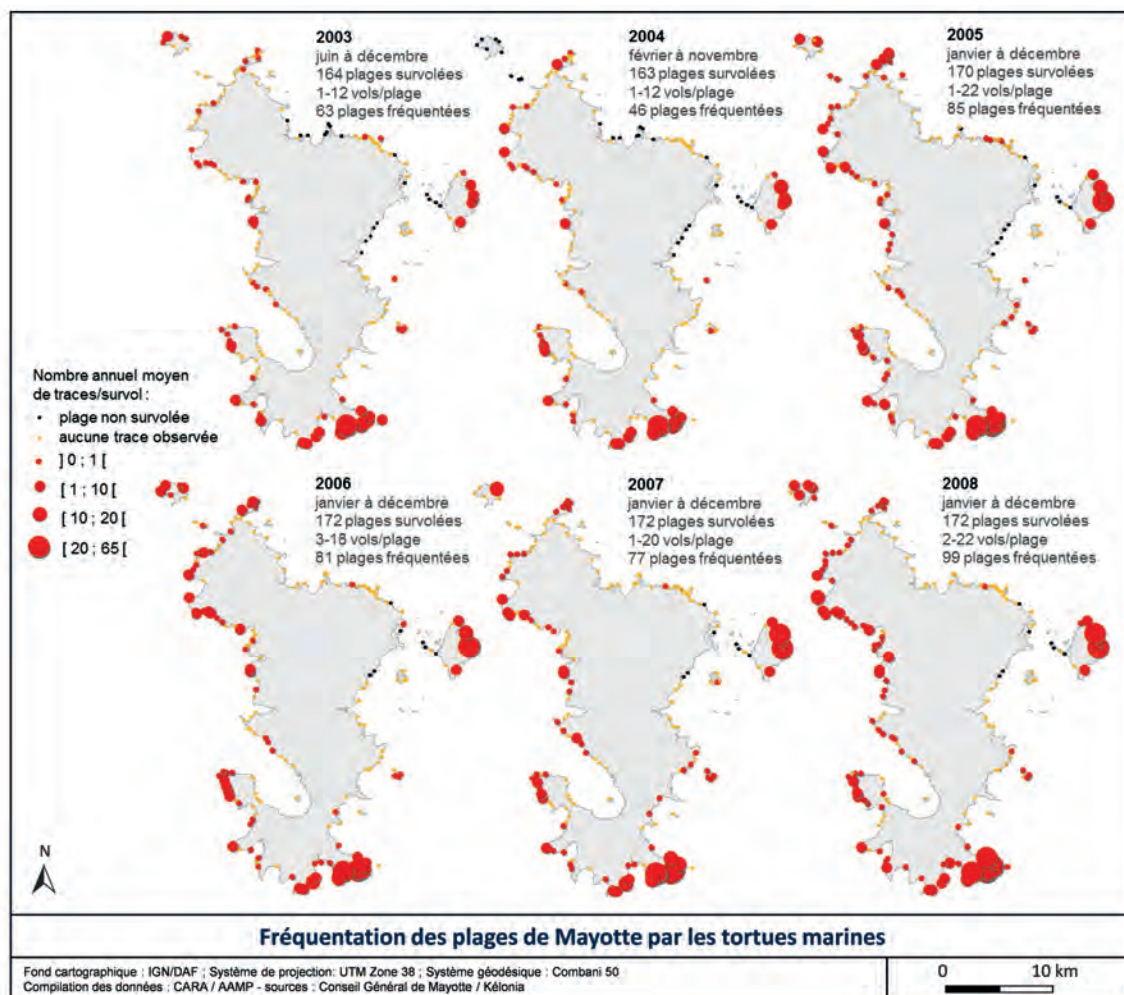 2003
juin à décembre
164 plages survolées
1-12 vols/plage
63 plages fréquentées
2004
février à novembre
163 plages survolées
1-12 vols/plage
46 plages fréquentées
2005
janvier à décembre
170 plages survolées
1-22 vols/plage
85 plages fréquentées
Nombre annuel moyen
de traces/survol :
plage non survolée
aucune trace observée
] 0 ; 1 [
[ 1 ; 10 [
[ 10 ; 20 [
[ 20 ; 65 [
2006
janvier à décembre
172 plages survolées
3-18 vols/plage
81 plages fréquentées
2007
janvier à décembre
172 plages survolées
1-20 vols/plage
77 plages fréquentées
2008
janvier à décembre
172 plages survolées
2-22 vols/plage
99 plages fréquentées
N
Fréquentation des plages de Mayotte par les tortues marines
Fond cartographique : IGN/DAF ; Système de projection: UTM Zone 38 ; Système géodésique : Combani 50
Compilation des données : CARA / AAMP - sources : Conseil Général de Mayotte / Kélonia
0 10 km